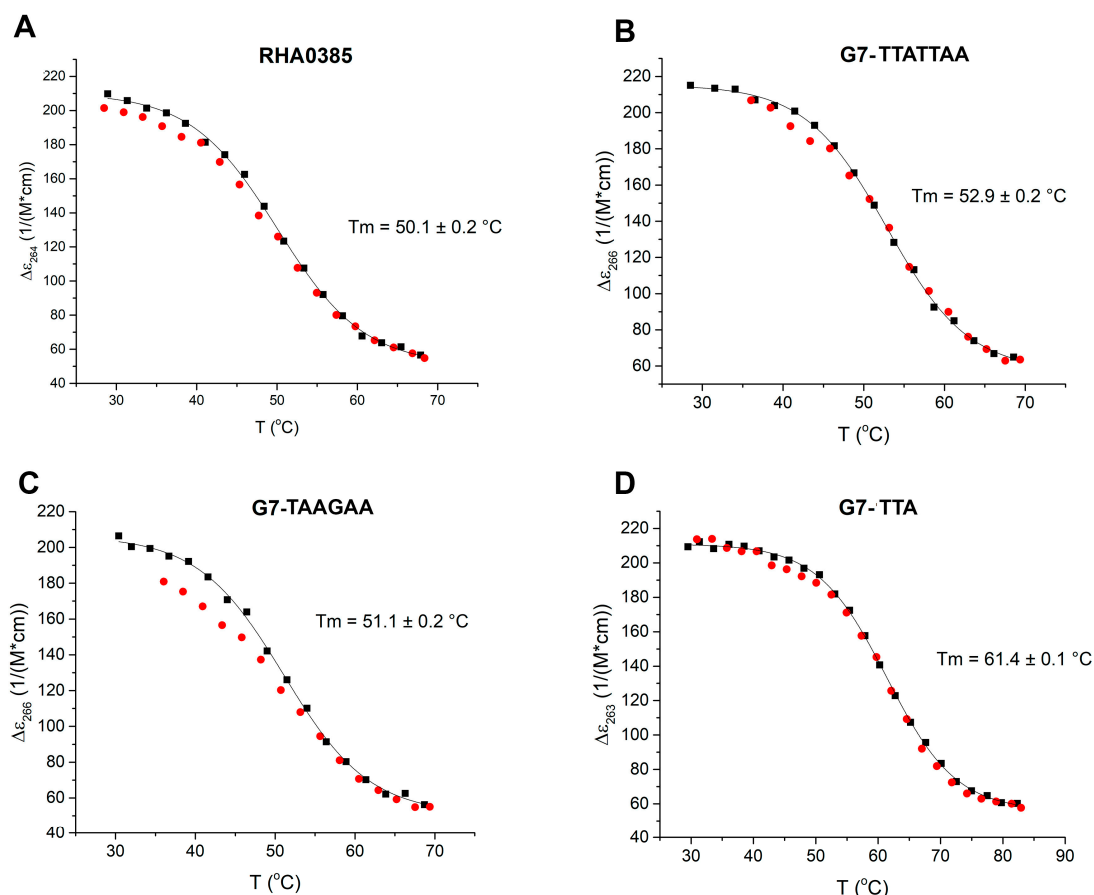 A
RHA0385
220
200
180
160
140
120
100
80
60
40
Δε264 (1/(M*cm))
Tm = 50.1 ± 0.2 °C
30 40 50 60 70
T (°C)
B
G7-TTATTAA
220
200
180
160
140
120
100
80
60
Δε266 (1/(M*cm))
Tm = 52.9 ± 0.2 °C
30 40 50 60 70
T (°C)
C
G7-TAAGAA
220
200
180
160
140
120
100
80
60
40
Δε266 (1/(M*cm))
Tm = 51.1 ± 0.2 °C
30 40 50 60 70
T (°C)
D
G7-TTA
220
200
180
160
140
120
100
80
60
40
Δε263 (1/(M*cm))
Tm = 61.4 ± 0.1 °C
30 40 50 60 70 80 90
T (°C)